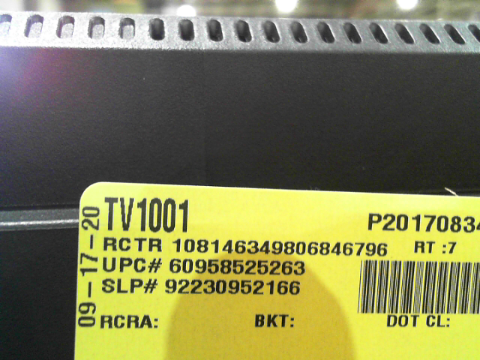 09-17-20
TV1001 P20170834
RCTR 108146349806846796 RT :7
UPC# 60958525263
SLP# 92230952166
RCRA: BKT: DOT CL: